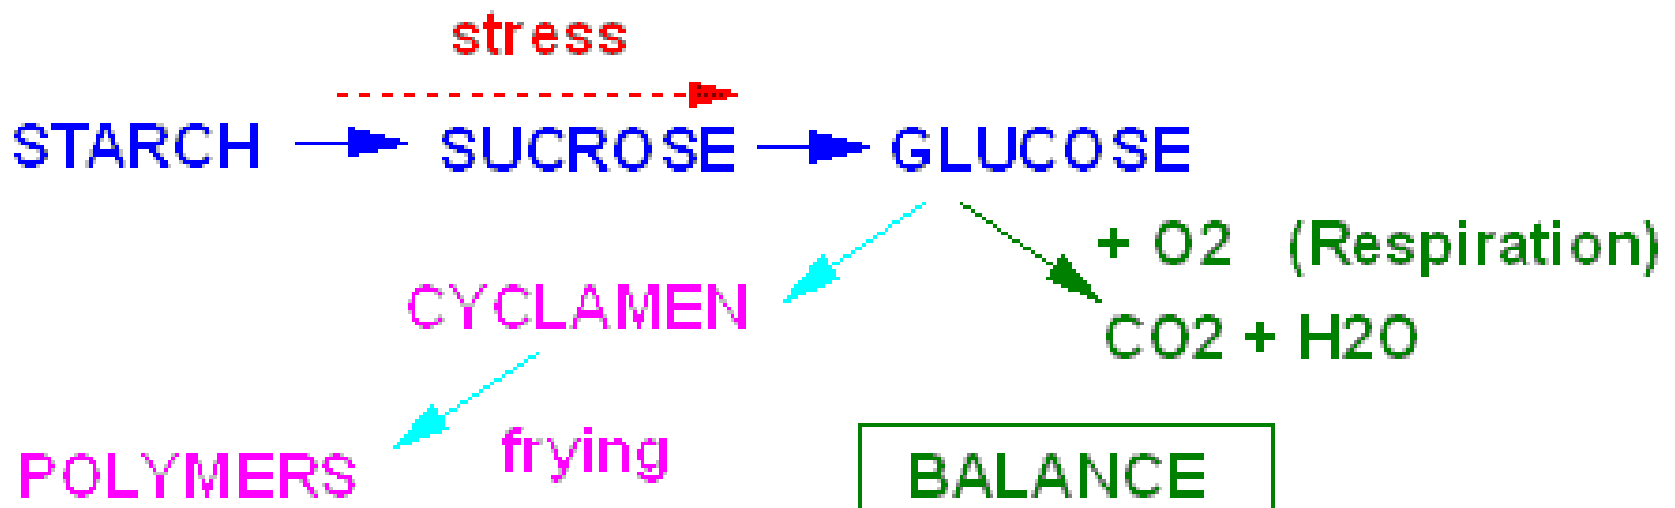 stress
STARCH SUCROSE GLUCOSE
+ O2 (Respiration)
CYCLAMEN
CO2 + H2O
frying
POLYMERS
BALANCE